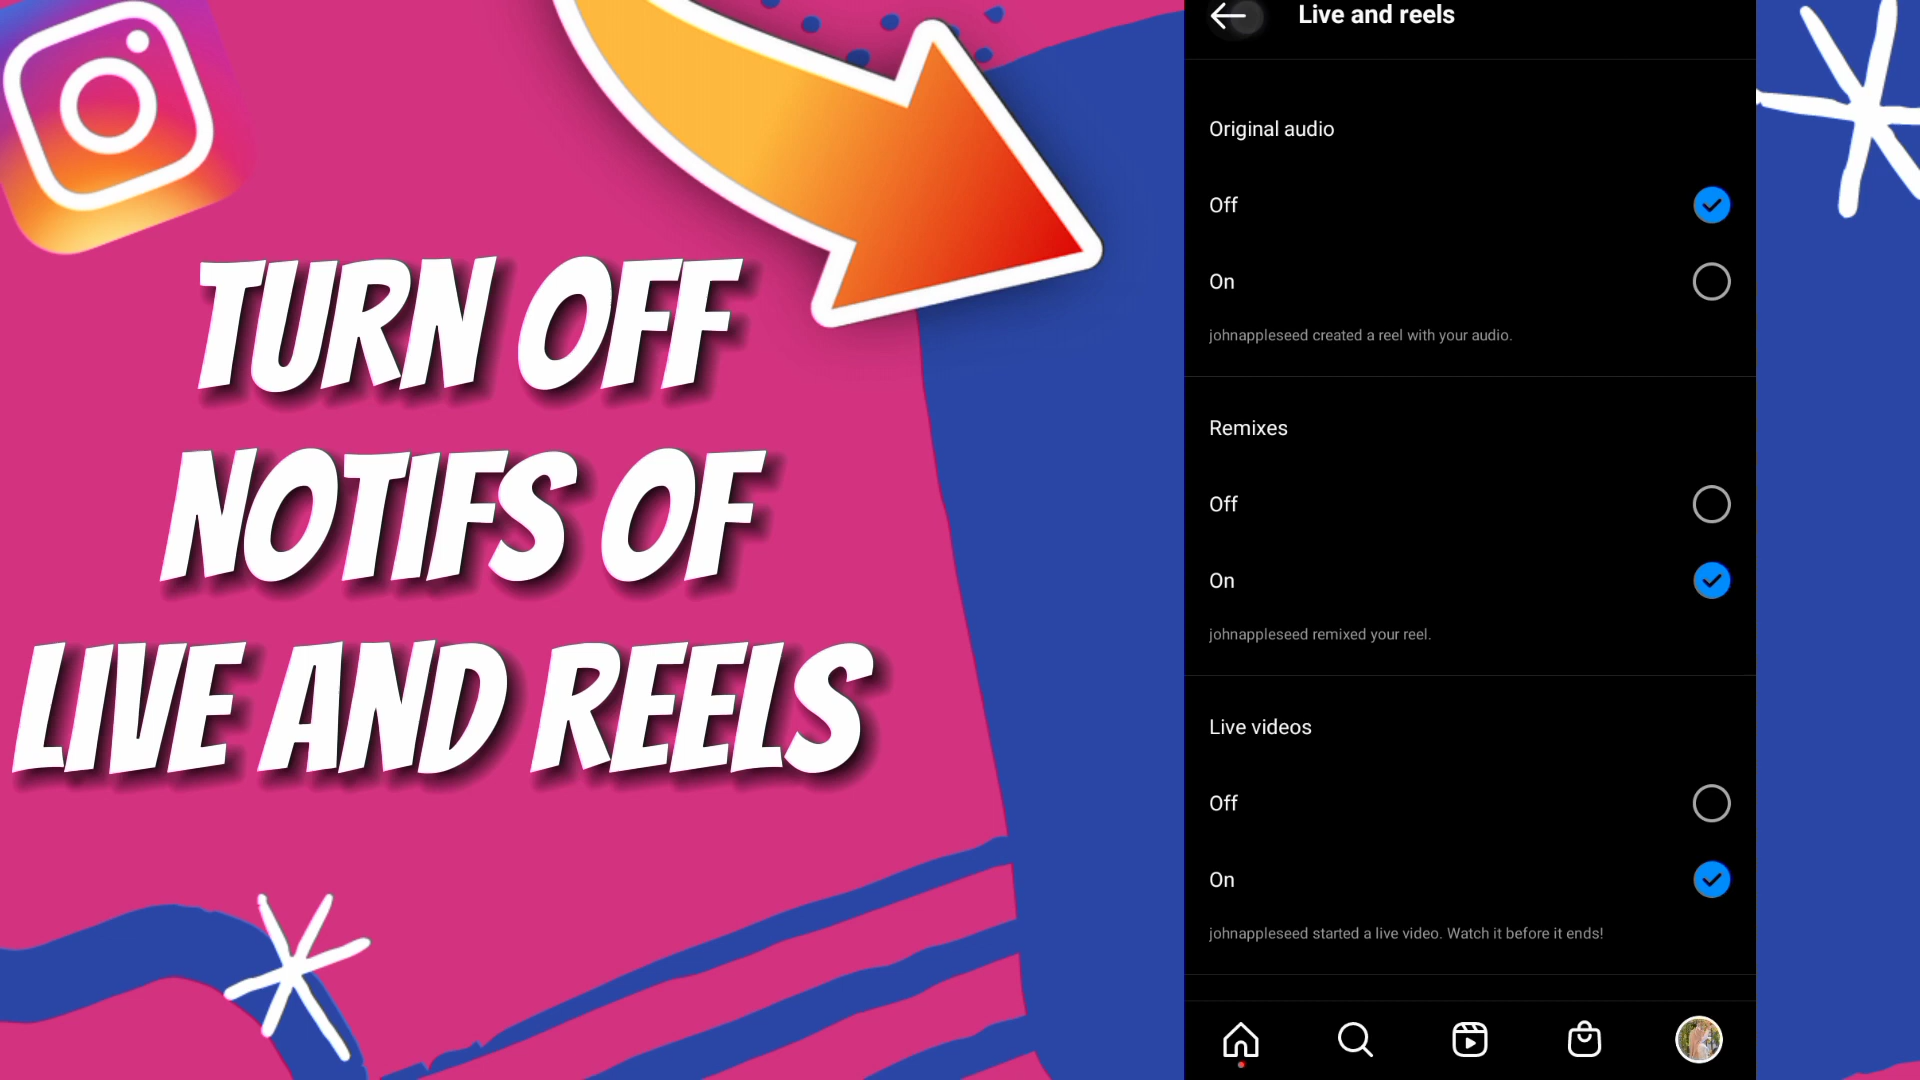 TURN OFF
NOTIFS OF
LIVE AND REELS
Live and reels
Original audio
Off
On
johnappleseed created a reel with your audio.
Remixes
Off
On
johnappleseed remixed your reel.
Live videos
Off
On
johnappleseed started a live video. Watch it before it ends!